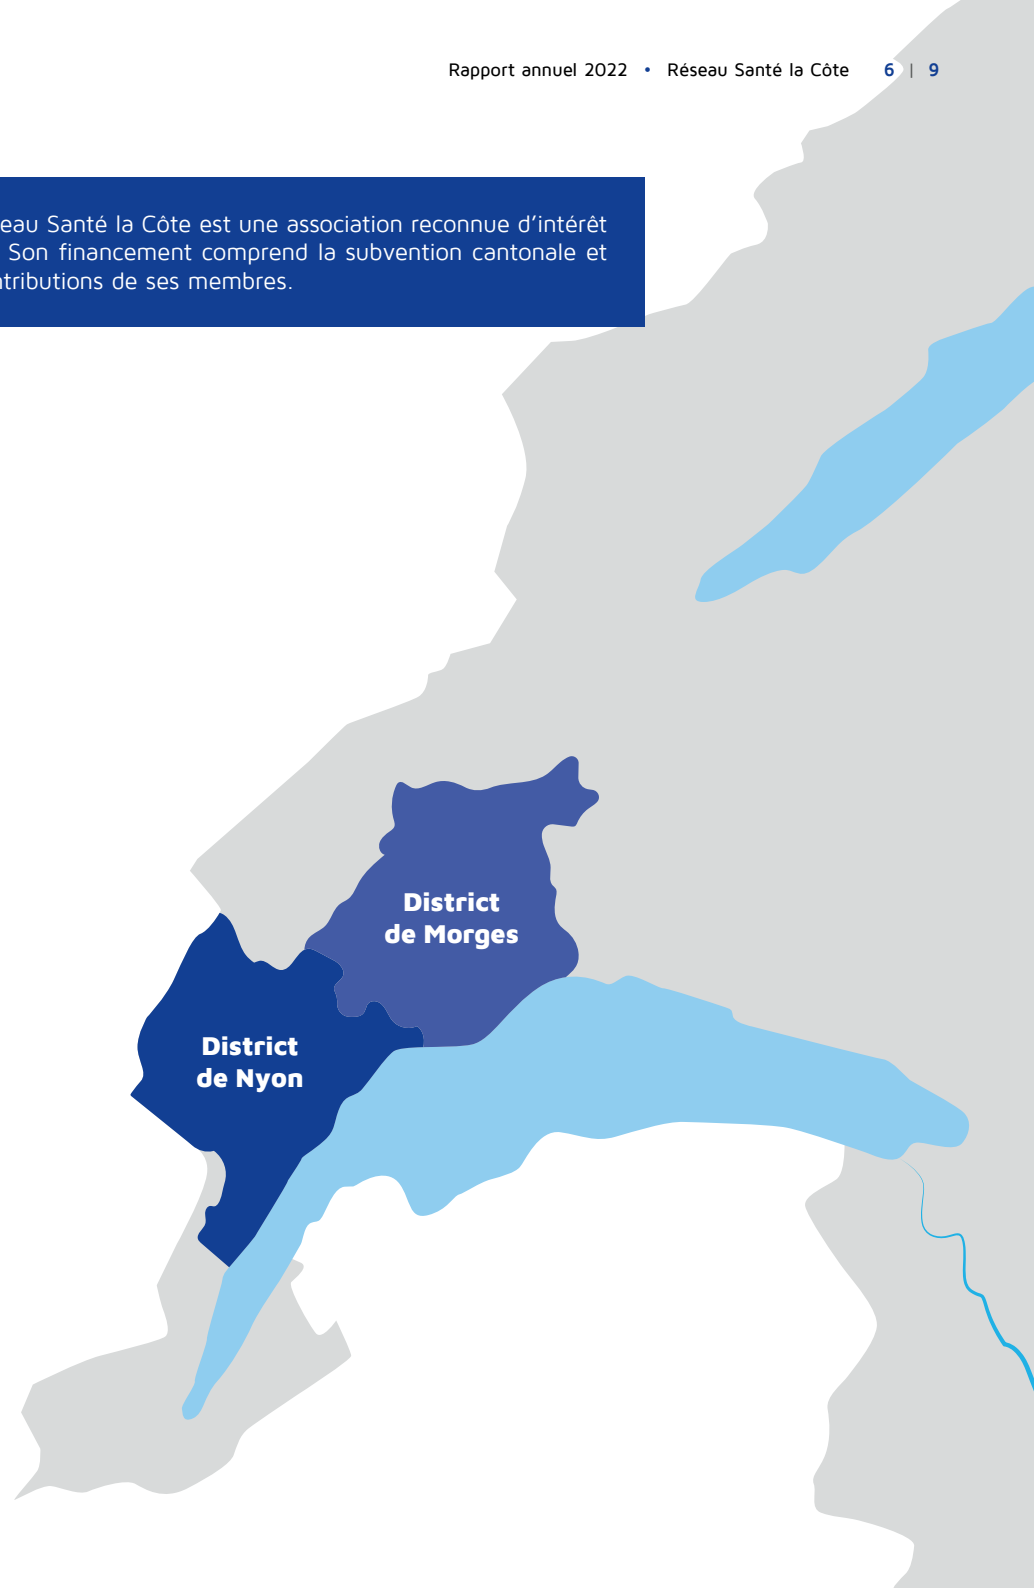 Rapport annuel 2022 • Réseau Santé la Côte 6 | 9
eau Santé la Côte est une association reconnue d’intérêt
Son financement comprend la subvention cantonale et
tributions de ses membres.
District
de Morges
District
de Nyon